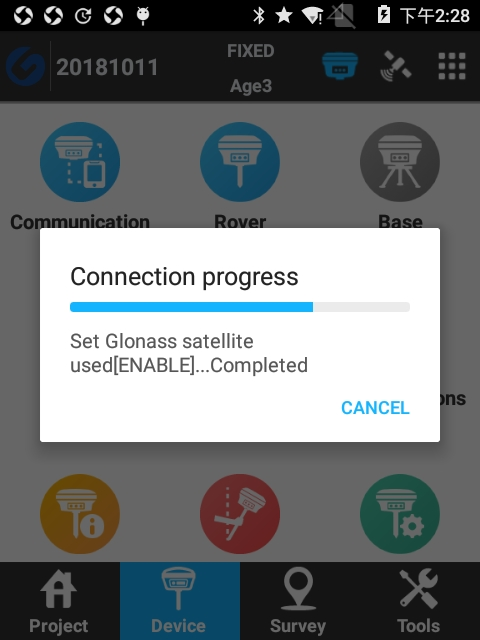 下午2:28
20181011
FIXED
Age3
Communication
Rover
Base
Connection progress
Set Glonass satellite
used[ENABLE]...Completed
CANCEL
ons
Project
Device
Survey
Tools